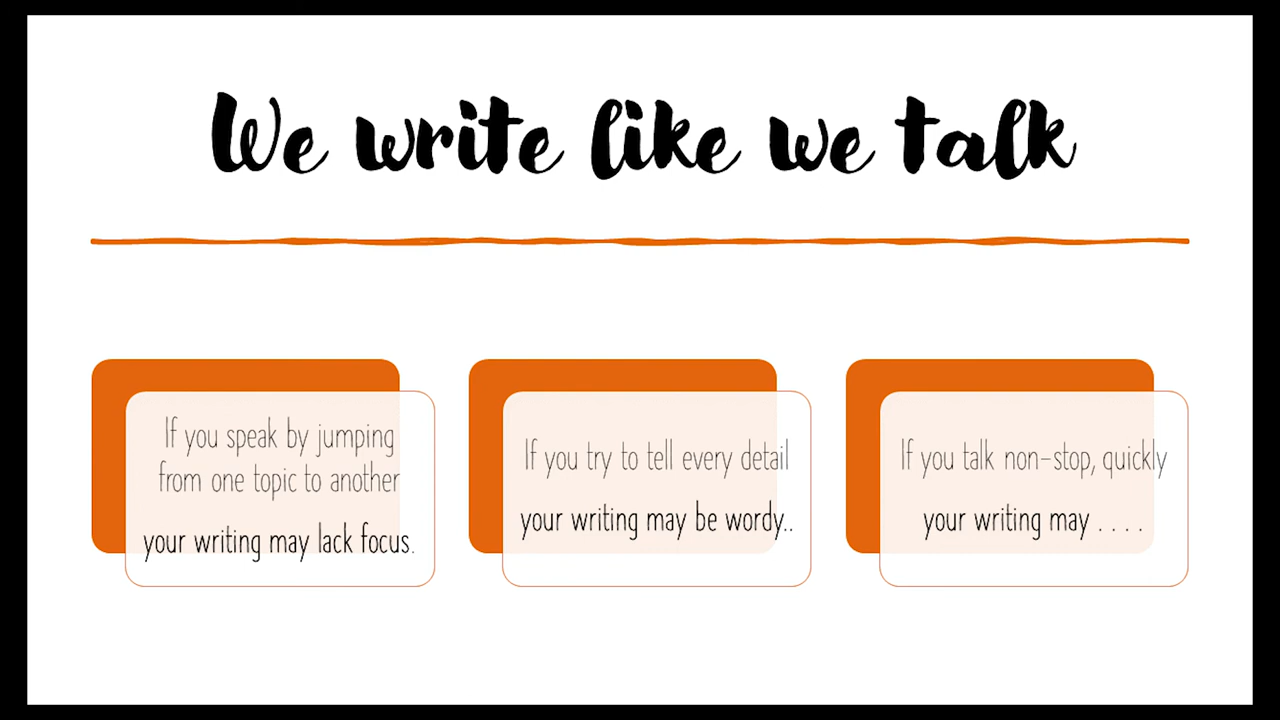 We write like we talk
If you speak by jumping
from one topic to another
your writing may lack focus.
If you try to tell every detail
your writing may be wordy..
If you talk non-stop, quickly
your writing may . . . .